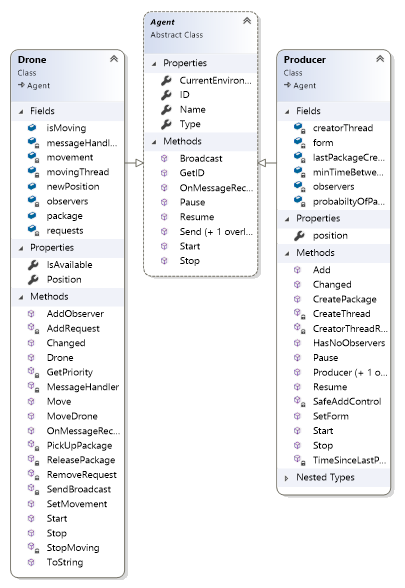 Drone
Class
Agent
Fields
isMoving
messageHandl...
movement
movingThread
newPosition
observers
package
requests
Properties
IsAvailable
Position
Methods
AddObserver
AddRequest
Changed
Drone
GetPriority
MessageHandler
Move
MoveDrone
OnMessageRec...
PickUpPackage
ReleasePackage
RemoveRequest
SendBroadcast
SetMovement
Start
Stop
StopMoving
ToString
Agent
Abstract Class
Properties
CurrentEnviron...
ID
Name
Type
Methods
Broadcast
GetID
OnMessageRec...
Pause
Resume
Send (+ 1 overl...
Start
Stop
Producer
Class
Agent
Fields
creatorThread
form
lastPackageCre...
minTimeBetwe...
observers
probabiltyOfPa...
Properties
position
Methods
Add
Changed
CreatePackage
CreateThread
CreatorThreadR...
HasNoObservers
Pause
Producer (+ 1 o...
Resume
SafeAddControl
SetForm
Start
Stop
TimeSinceLastP...
Nested Types